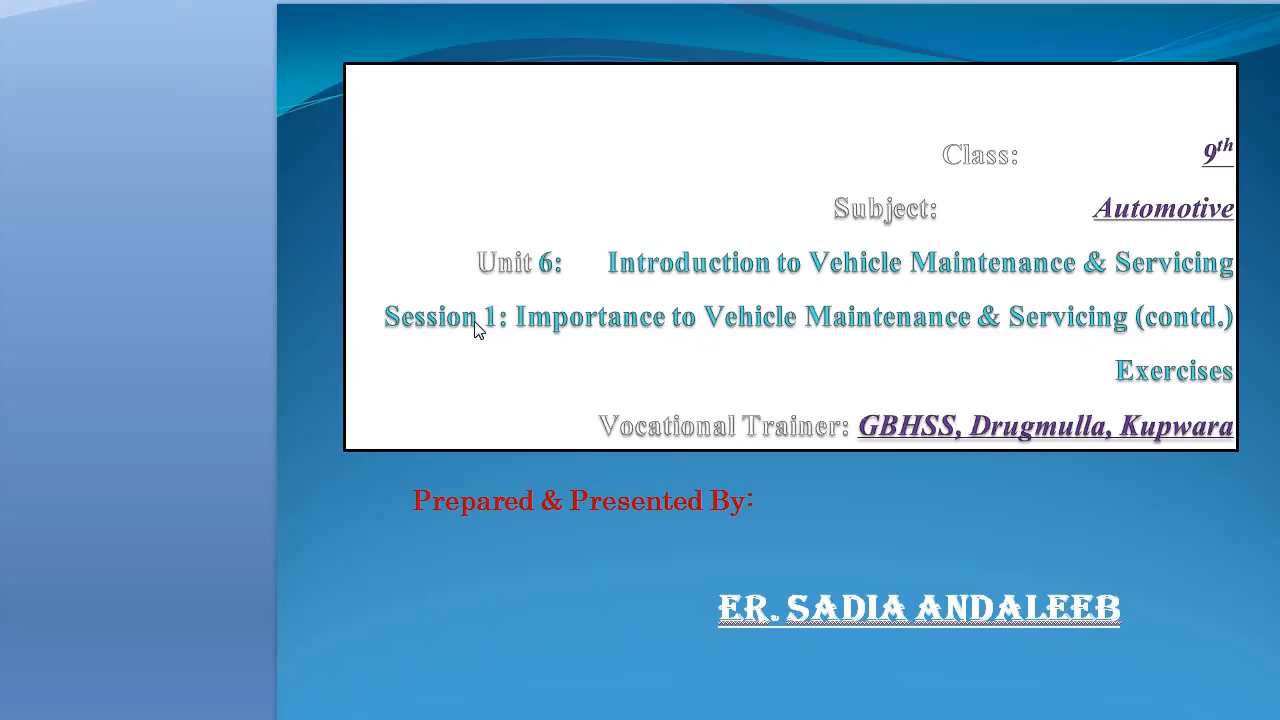 Class: 9th
Subject: Automotive
Unit 6: Introduction to Vehicle Maintenance & Servicing
Session 1: Importance to Vehicle Maintenance & Servicing (contd.)
Exercises
Vocational Trainer: GBHSS, Drugmulla, Kupwara
Prepared & Presented By:
ER. SADIA ANDALEEB